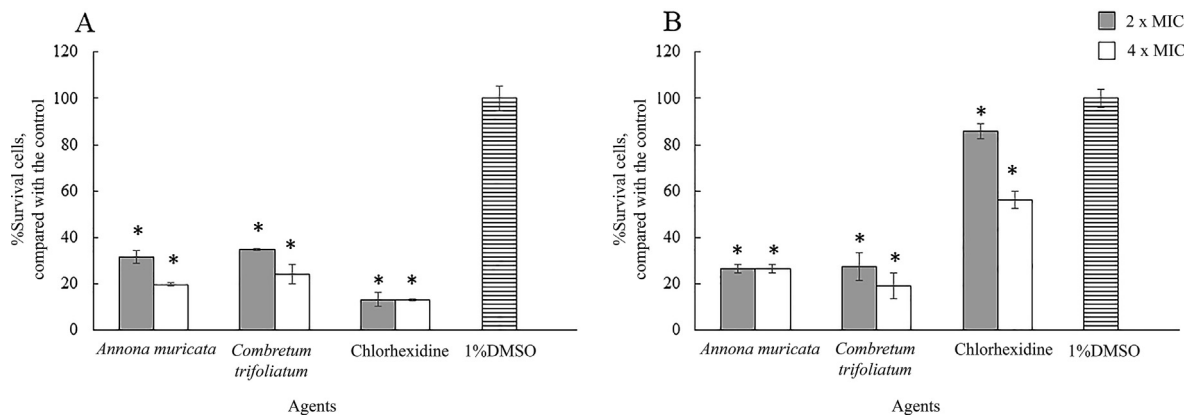 A
%Survival cells,
compared with the control
120
100
80
60
40
20
0
*
*
*
*
*
*
Annona muricata
Combretum
trifoliatum
Chlorhexidine
1%DMSO
Agents
B
2 x MIC
4 x MIC
%Survival cells,
compared with the control
120
100
80
60
40
20
0
*
*
*
*
*
*
Annona muricata
Combretum
trifoliatum
Chlorhexidine
1%DMSO
Agents